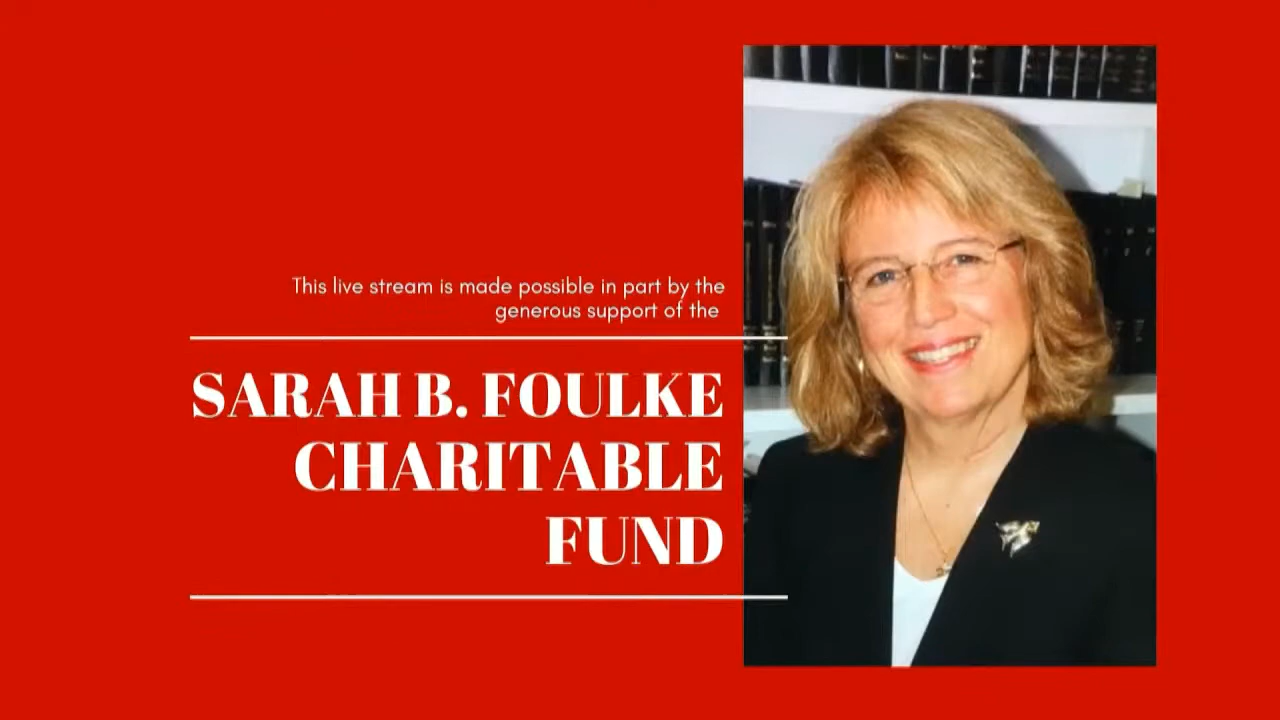 This live stream is made possible in part by the
generous support of the
SARAH B. FOULKE
CHARITABLE
FUND